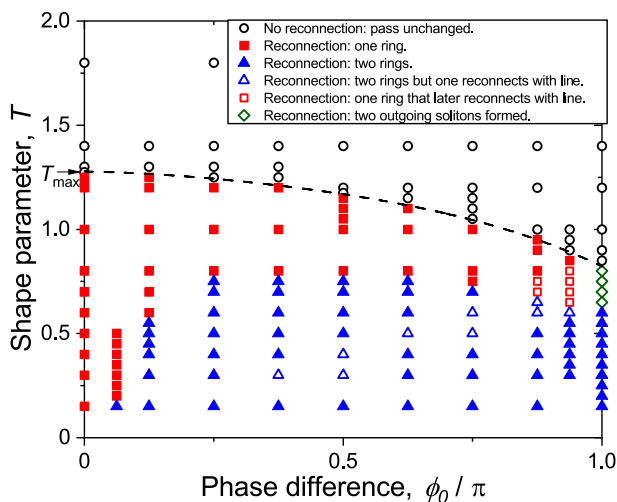 2.0
No reconnection: pass unchanged.
Reconnection: one ring.
Reconnection: two rings.
Reconnection: two rings but one reconnects with line.
Reconnection: one ring that later reconnects with line.
Reconnection: two outgoing solitons formed.
1.5
T_max
1.0
0.5
0
Shape parameter, T
0 0.5 1.0
Phase difference, ϕ_0 / π